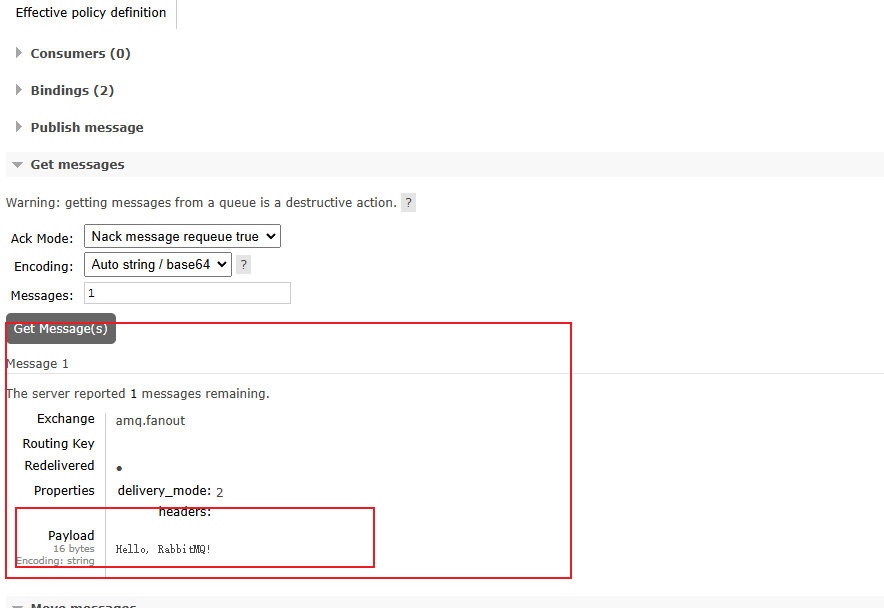 Effective policy definition
Consumers (0)
Bindings (2)
Publish message
Get messages
Warning: getting messages from a queue is a destructive action. ?
Ack Mode: Nack message requeue true
Encoding: Auto string / base64 ?
Messages: 1
Get Message(s)
Message 1
The server reported 1 messages remaining.
Exchange amq.fanout
Routing Key
Redelivered ●
Properties delivery_mode: 2
headers:
Payload
16 bytes
Encoding: string
Hello, RabbitMQ!
Move messages